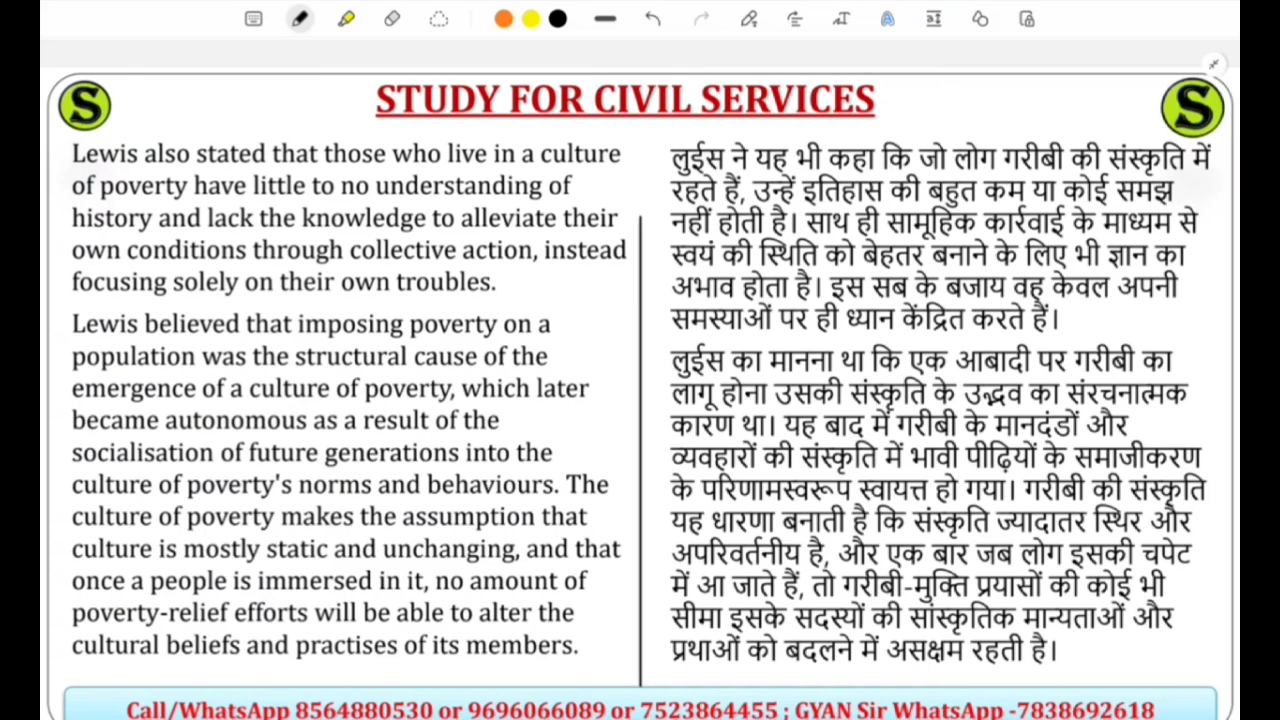 S
STUDY FOR CIVIL SERVICES
S
Lewis also stated that those who live in a culture
of poverty have little to no understanding of
history and lack the knowledge to alleviate their
own conditions through collective action, instead
focusing solely on their own troubles.
Lewis believed that imposing poverty on a
population was the structural cause of the
emergence of a culture of poverty, which later
became autonomous as a result of the
socialisation of future generations into the
culture of poverty's norms and behaviours. The
culture of poverty makes the assumption that
culture is mostly static and unchanging, and that
once a people is immersed in it, no amount of
poverty-relief efforts will be able to alter the
cultural beliefs and practises of its members.
लुईस ने यह भी कहा कि जो लोग गरीबी की संस्कृति में
रहते हैं, उन्हें इतिहास की बहुत कम या कोई समझ
नहीं होती है। साथ ही सामूहिक कार्रवाई के माध्यम से
स्वयं की स्थिति को बेहतर बनाने के लिए भी ज्ञान का
अभाव होता है। इस सब के बजाय वह केवल अपनी
समस्याओं पर ही ध्यान केंद्रित करते हैं।
लुईस का मानना था कि एक आबादी पर गरीबी का
लागू होना उसकी संस्कृति के उद्भव का संरचनात्मक
कारण था। यह बाद में गरीबी के मानदंडों और
व्यवहारों की संस्कृति में भावी पीढ़ियों के समाजीकरण
के परिणामस्वरूप स्वायत्त हो गया। गरीबी की संस्कृति
यह धारणा बनाती है कि संस्कृति ज्यादातर स्थिर और
अपरिवर्तनीय है, और एक बार जब लोग इसकी चपेट
में आ जाते हैं, तो गरीबी-मुक्ति प्रयासों की कोई भी
सीमा इसके सदस्यों की सांस्कृतिक मान्यताओं और
प्रथाओं को बदलने में असक्षम रहती है।
Call/WhatsApp 8564880530 or 9696066089 or 7523864455 ; GYAN Sir WhatsApp -7838692618